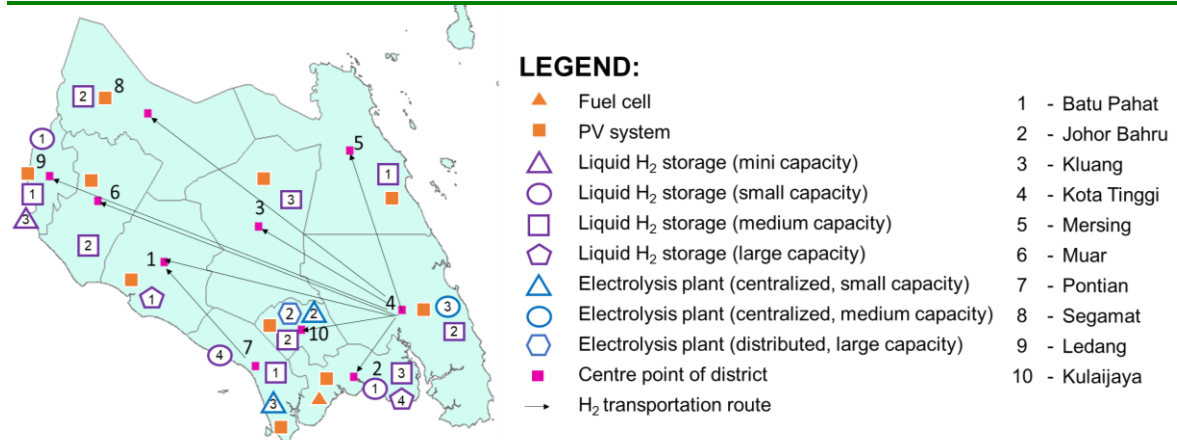 8
2
1
9
5
6
1
1
3
3
3
2
1
1
4
3
2
2
2
10
2
4
7
1
2
3
1
3
4
LEGEND:
Fuel cell
PV system
Liquid H₂ storage (mini capacity)
Liquid H₂ storage (small capacity)
Liquid H₂ storage (medium capacity)
Liquid H₂ storage (large capacity)
Electrolysis plant (centralized, small capacity)
Electrolysis plant (centralized, medium capacity)
Electrolysis plant (distributed, large capacity)
Centre point of district
H₂ transportation route
1 - Batu Pahat
2 - Johor Bahru
3 - Kluang
4 - Kota Tinggi
5 - Mersing
6 - Muar
7 - Pontian
8 - Segamat
9 - Ledang
10 - Kulaijaya